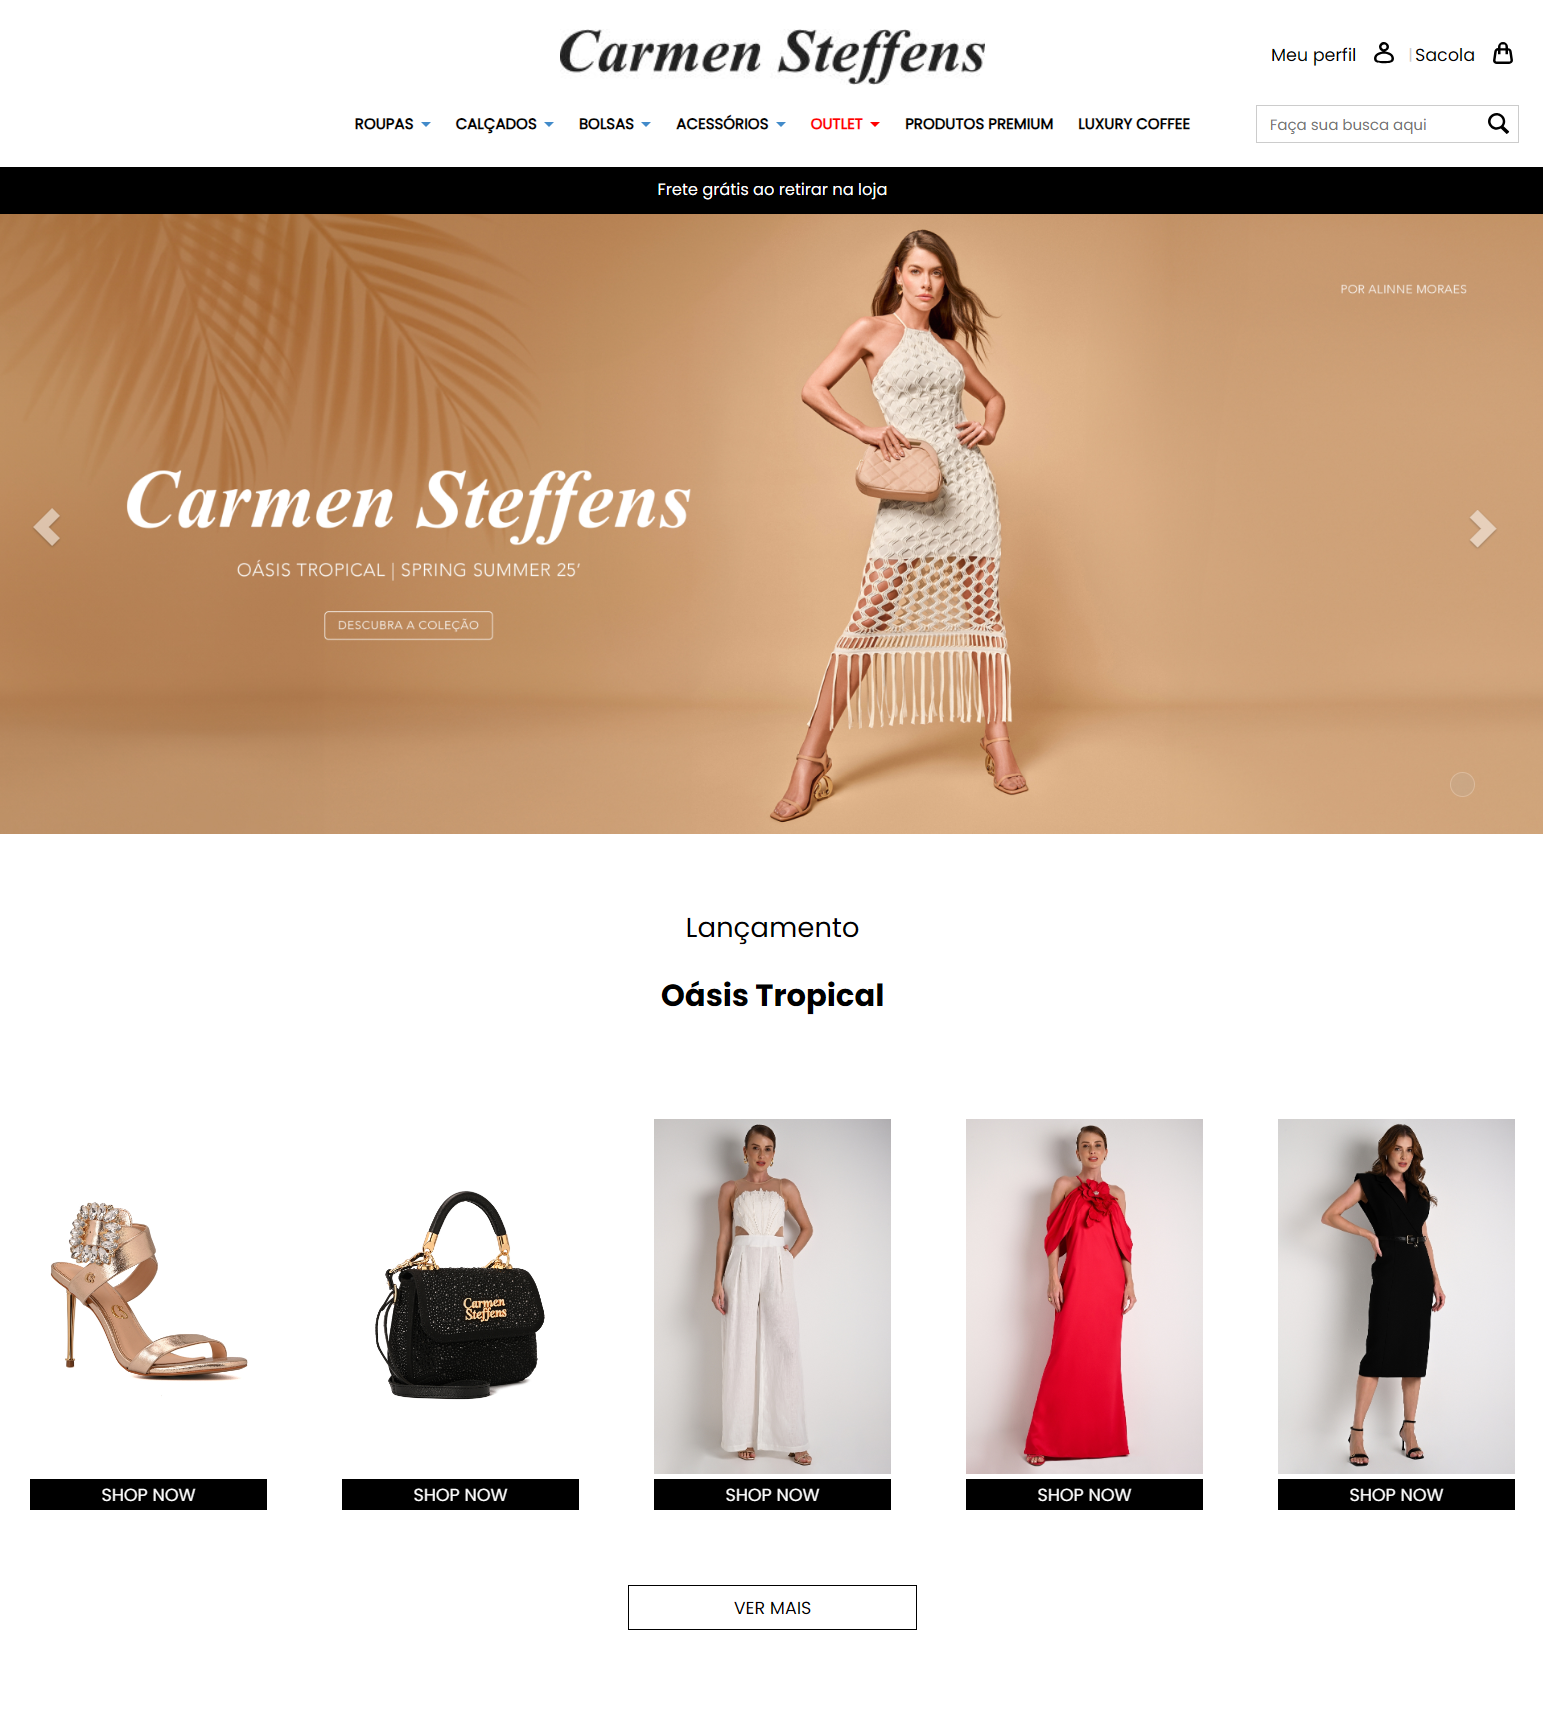 Carmen Steffens
Meu perfil | Sacola
ROUPAS CALÇADOS BOLSAS ACESSÓRIOS OUTLET PRODUTOS PREMIUM LUXURY COFFEE
Faça sua busca aqui
Frete grátis ao retirar na loja
POR ALINNE MORAES
Carmen Steffens
OÁSIS TROPICAL | SPRING SUMMER 25'
DESCUBRA A COLEÇÃO
Lançamento
Oásis Tropical
Carmen
Steffens
SHOP NOW
SHOP NOW
SHOP NOW
SHOP NOW
SHOP NOW
VER MAIS